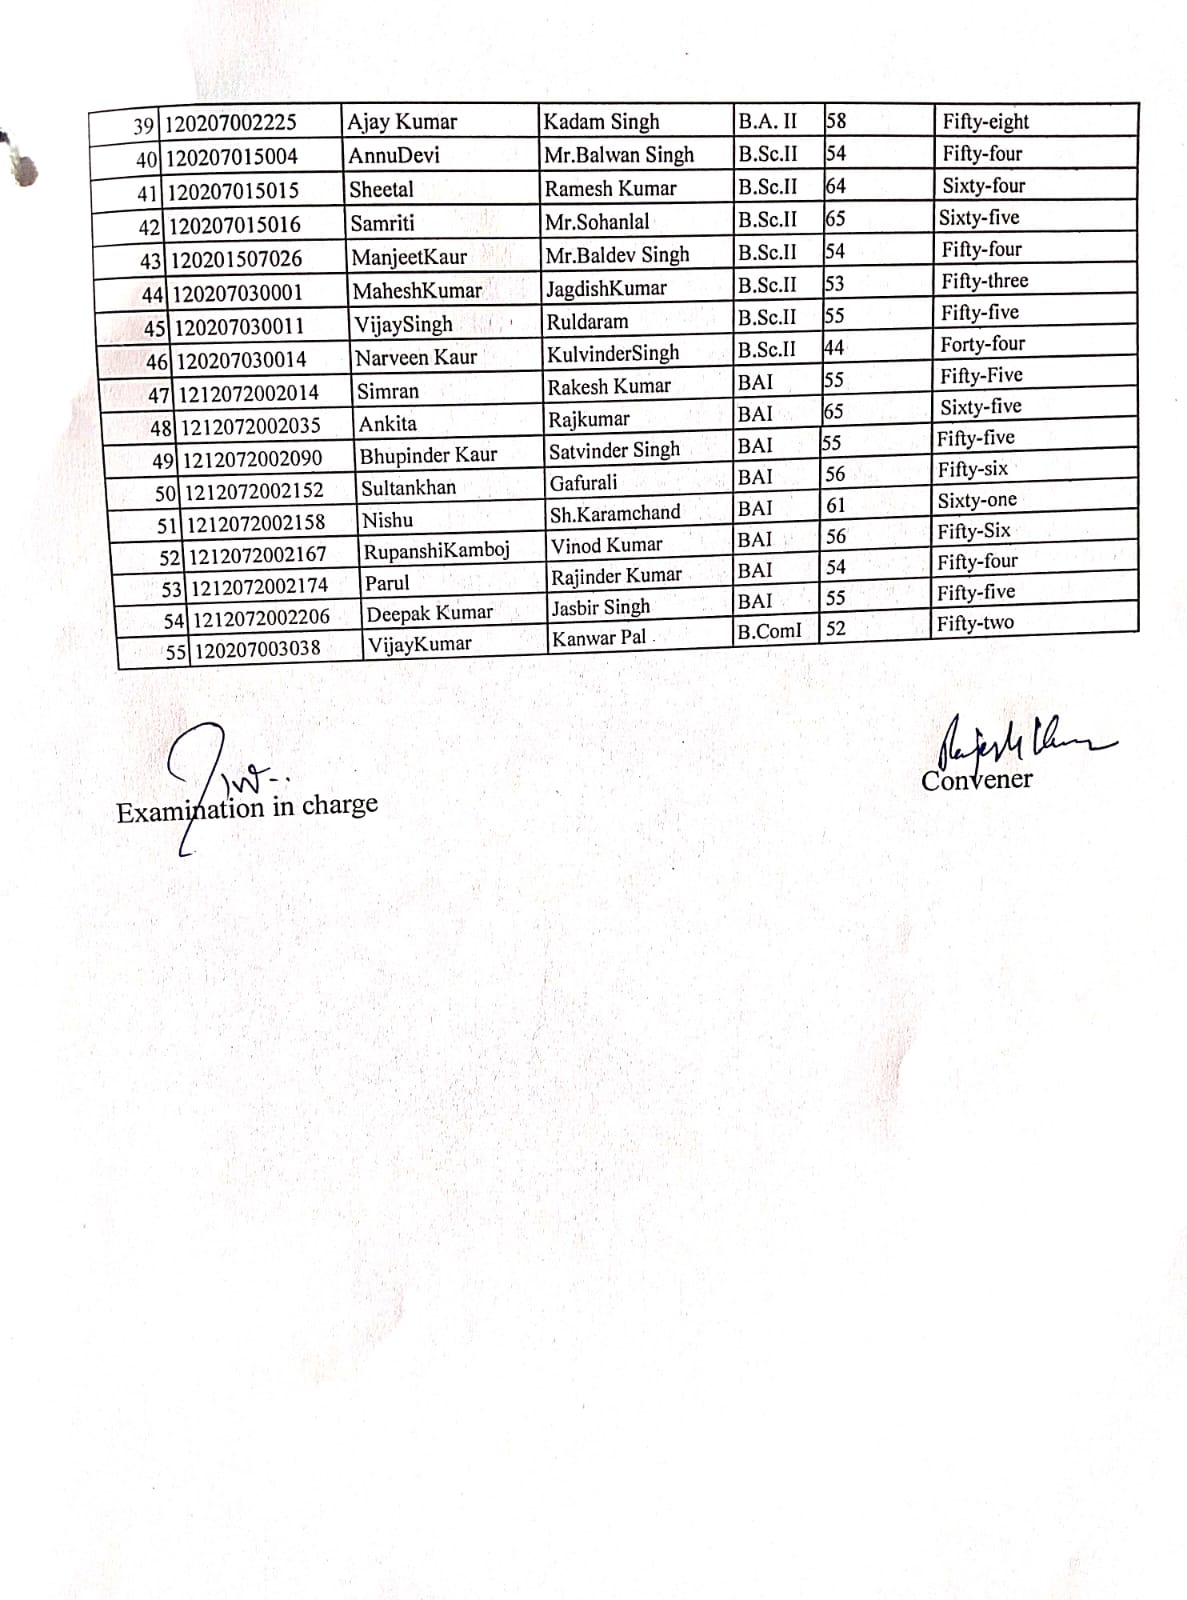 39 120207002225 Ajay Kumar Kadam Singh B.A. II 58 Fifty-eight
40 120207015004 AnnuDevi Mr.Balwan Singh B.Sc.II 54 Fifty-four
41 120207015015 Sheetal Ramesh Kumar B.Sc.II 64 Sixty-four
42 120207015016 Samriti Mr.Sohanlal B.Sc.II 65 Sixty-five
43 120201507026 ManjeetKaur Mr.Baldev Singh B.Sc.II 54 Fifty-four
44 120207030001 MaheshKumar JagdishKumar B.Sc.II 53 Fifty-three
45 120207030011 VijaySingh Ruldaram B.Sc.II 55 Fifty-five
46 120207030014 Narveen Kaur KulvinderSingh B.Sc.II 44 Forty-four
47 1212072002014 Simran Rakesh Kumar BAI 55 Fifty-Five
48 1212072002035 Ankita Rajkumar BAI 65 Sixty-five
49 1212072002090 Bhupinder Kaur Satvinder Singh BAI 55 Fifty-five
50 1212072002152 Sultankhan Gafurali BAI 56 Fifty-six
51 1212072002158 Nishu Sh.Karamchand BAI 61 Sixty-one
52 1212072002167 RupanshiKamboj Vinod Kumar BAI 56 Fifty-Six
53 1212072002174 Parul Rajinder Kumar BAI 54 Fifty-four
54 1212072002206 Deepak Kumar Jasbir Singh BAI 55 Fifty-five
55 120207003038 VijayKumar Kanwar Pal B.ComI 52 Fifty-two
Rajesh Kumar
Convener
Examination in charge